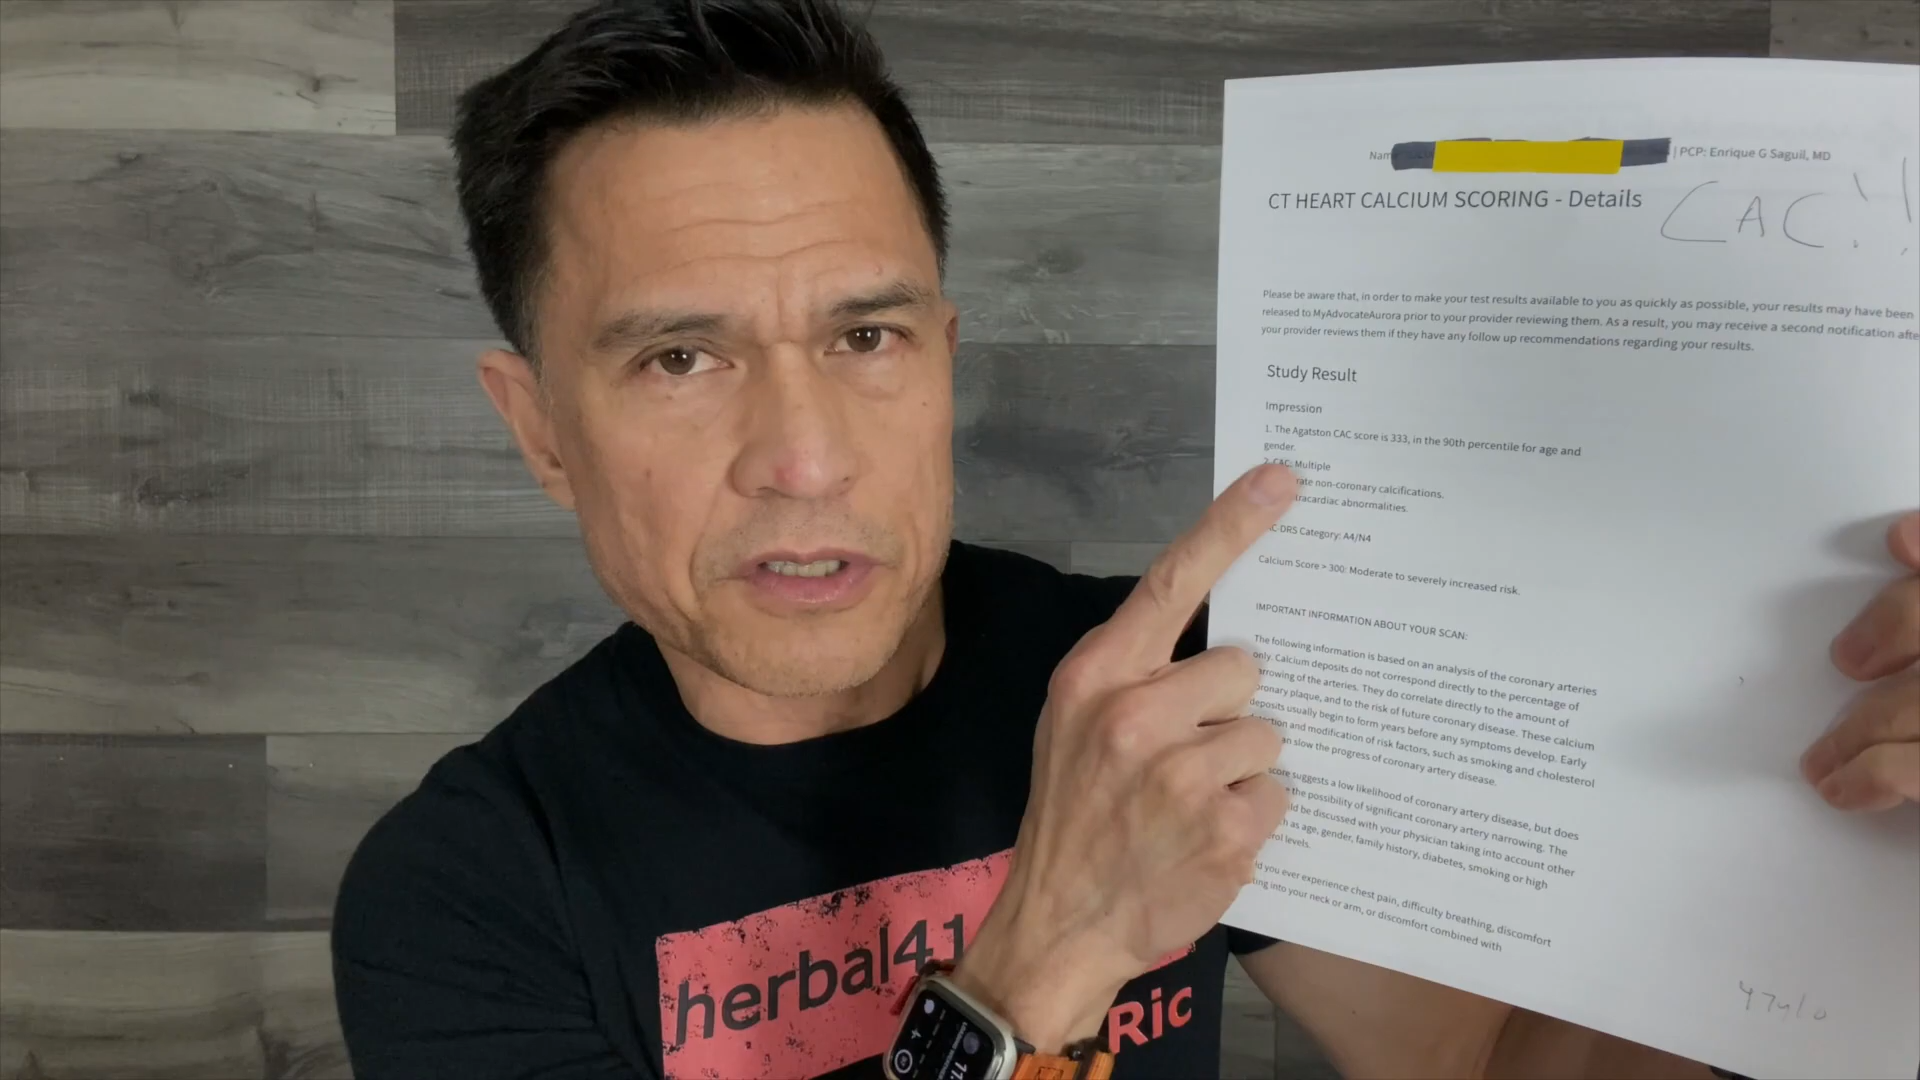 | PCP: Enrique G Saguil, MD
CT HEART CALCIUM SCORING - Details
CAC!!
Please be aware that, in order to make your test results available to you as quickly as possible, your results may have been
released to MyAdvocateAurora prior to your provider reviewing them. As a result, you may receive a second notification
your provider reviews them if they have any follow up recommendations regarding your results.
Study Result
Impression
1. The Agatston CAC score is 333, in the 90th percentile for age and
gender.
2. CAC: Multiple
non-coronary calcifications.
abnormalities.
DRS Category: A4/N4
Calcium Score > 300: Moderate to severely increased risk.
IMPORTANT INFORMATION ABOUT YOUR SCAN:
The following information is based on an analysis of the coronary arteries
only. Calcium deposits do not correspond directly to the percentage of
of the arteries. They do correlate directly to the amount of
plaque, and to the risk of future coronary disease. These calcium
deposits usually begin to form years before any symptoms develop. Early
and modification of risk factors, such as smoking and cholesterol
slow the progress of coronary artery disease.
score suggests a low likelihood of coronary artery disease, but does
the possibility of significant coronary artery narrowing. The
be discussed with your physician taking into account other
as age, gender, family history, diabetes, smoking or high
levels.
you ever experience chest pain, difficulty breathing, discomfort
into your neck or arm, or discomfort combined with
47y/o
herbal41
Ric